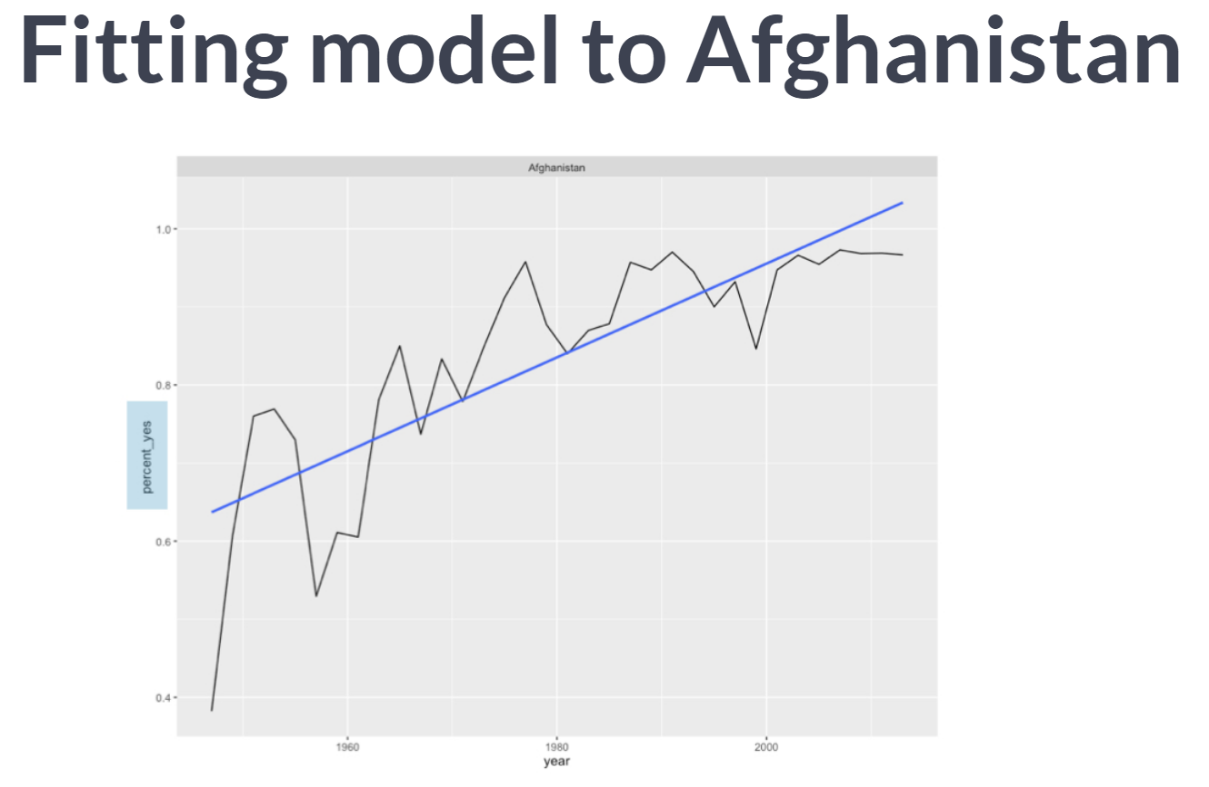 Fitting model to Afghanistan
Afghanistan
1.0
0.8
percent_yes
0.6
0.4
1960 1980 2000
year